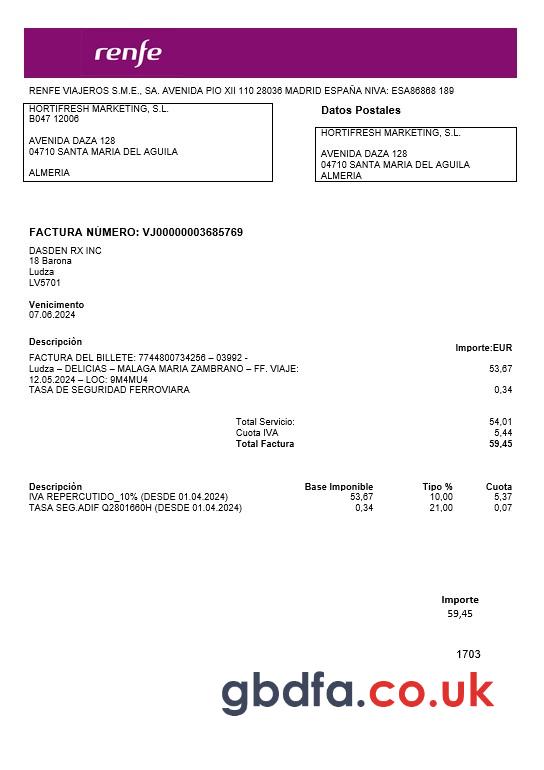 renfe
RENFE VIAJEROS S.M.E., SA. AVENIDA PIO XII 110 28036 MADRID ESPAÑA NIVA: ESA86868 189
HORTIFRESH MARKETING, S.L.
B047 12006
AVENIDA DAZA 128
04710 SANTA MARIA DEL AGUILA
ALMERIA
Datos Postales
HORTIFRESH MARKETING, S.L.
AVENIDA DAZA 128
04710 SANTA MARIA DEL AGUILA
ALMERIA
FACTURA NÚMERO: VJ00000003685769
DASDEN RX INC
18 Barona
Ludza
LV5701
Venicimento
07.06.2024
Descripciòn Importe:EUR
FACTURA DEL BILLETE: 7744800734256 – 03992 -
Ludza – DELICIAS – MALAGA MARIA ZAMBRANO – FF. VIAJE: 53,67
12.05.2024 – LOC: 9M4MU4
TASA DE SEGURIDAD FERROVIARA 0,34
Total Servicio: 54,01
Cuota IVA 5,44
Total Factura 59,45
Descripciòn Base Imponible Tipo % Cuota
IVA REPERCUTIDO_10% (DESDE 01.04.2024) 53,67 10,00 5,37
TASA SEG.ADIF Q2801660H (DESDE 01.04.2024) 0,34 21,00 0,07
Importe
59,45
1703
gbdfa.co.uk